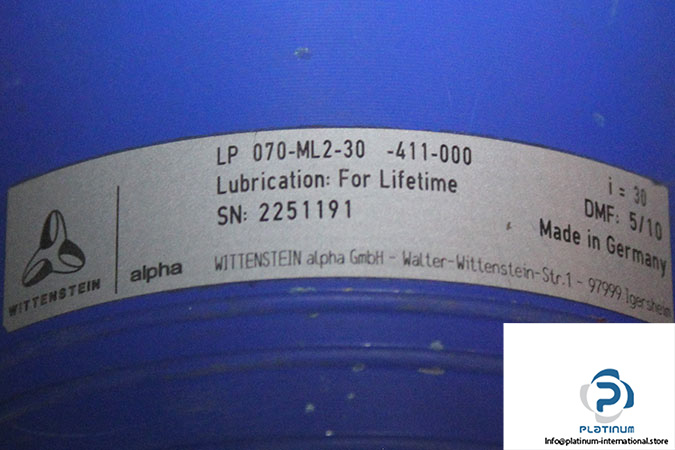 LP 070-ML2-30 -411-000
Lubrication: For Lifetime
SN: 2251191
i = 30
DMF: 5/10
Made in Germany
WITTENSTEIN
alpha
WITTENSTEIN alpha GmbH - Walter-Wittenstein-Str.1 - 97999 Igersheim
PLATINUM
Info@platinum-international.store